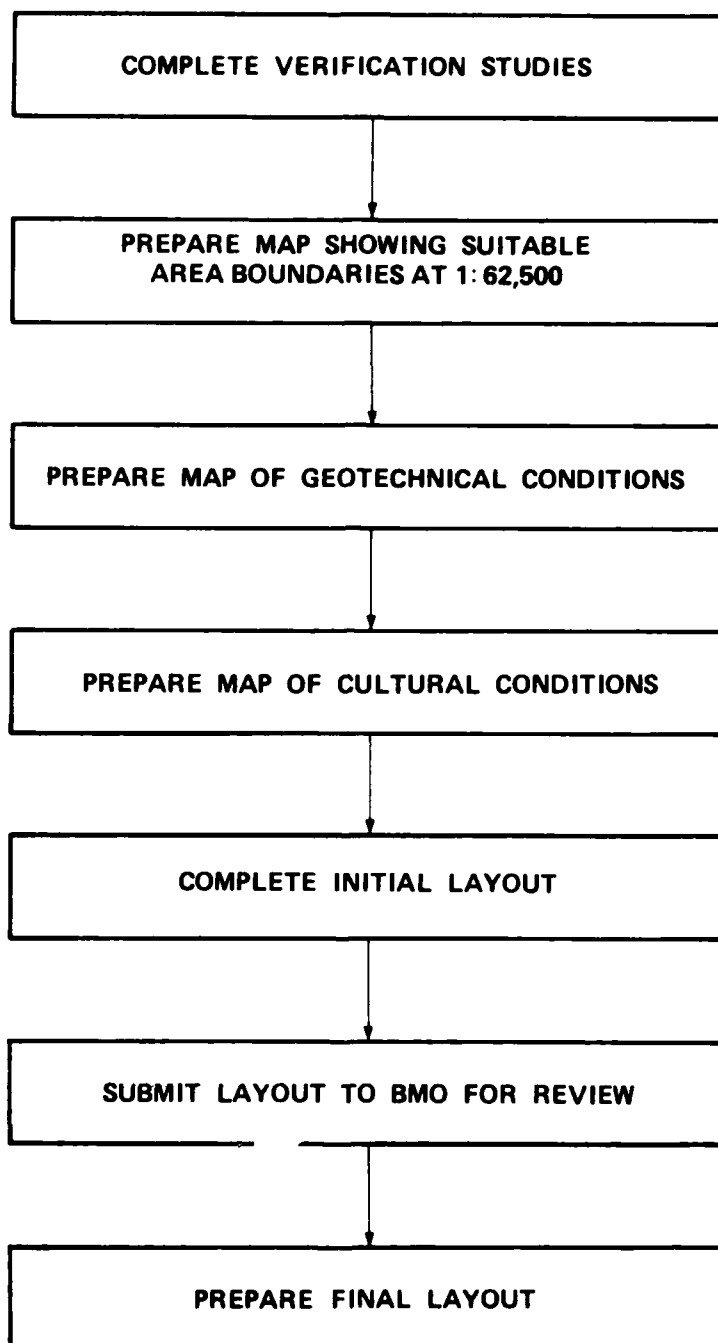 COMPLETE VERIFICATION STUDIES
PREPARE MAP SHOWING SUITABLE
AREA BOUNDARIES AT 1:62,500
PREPARE MAP OF GEOTECHNICAL CONDITIONS
PREPARE MAP OF CULTURAL CONDITIONS
COMPLETE INITIAL LAYOUT
SUBMIT LAYOUT TO BMO FOR REVIEW
PREPARE FINAL LAYOUT